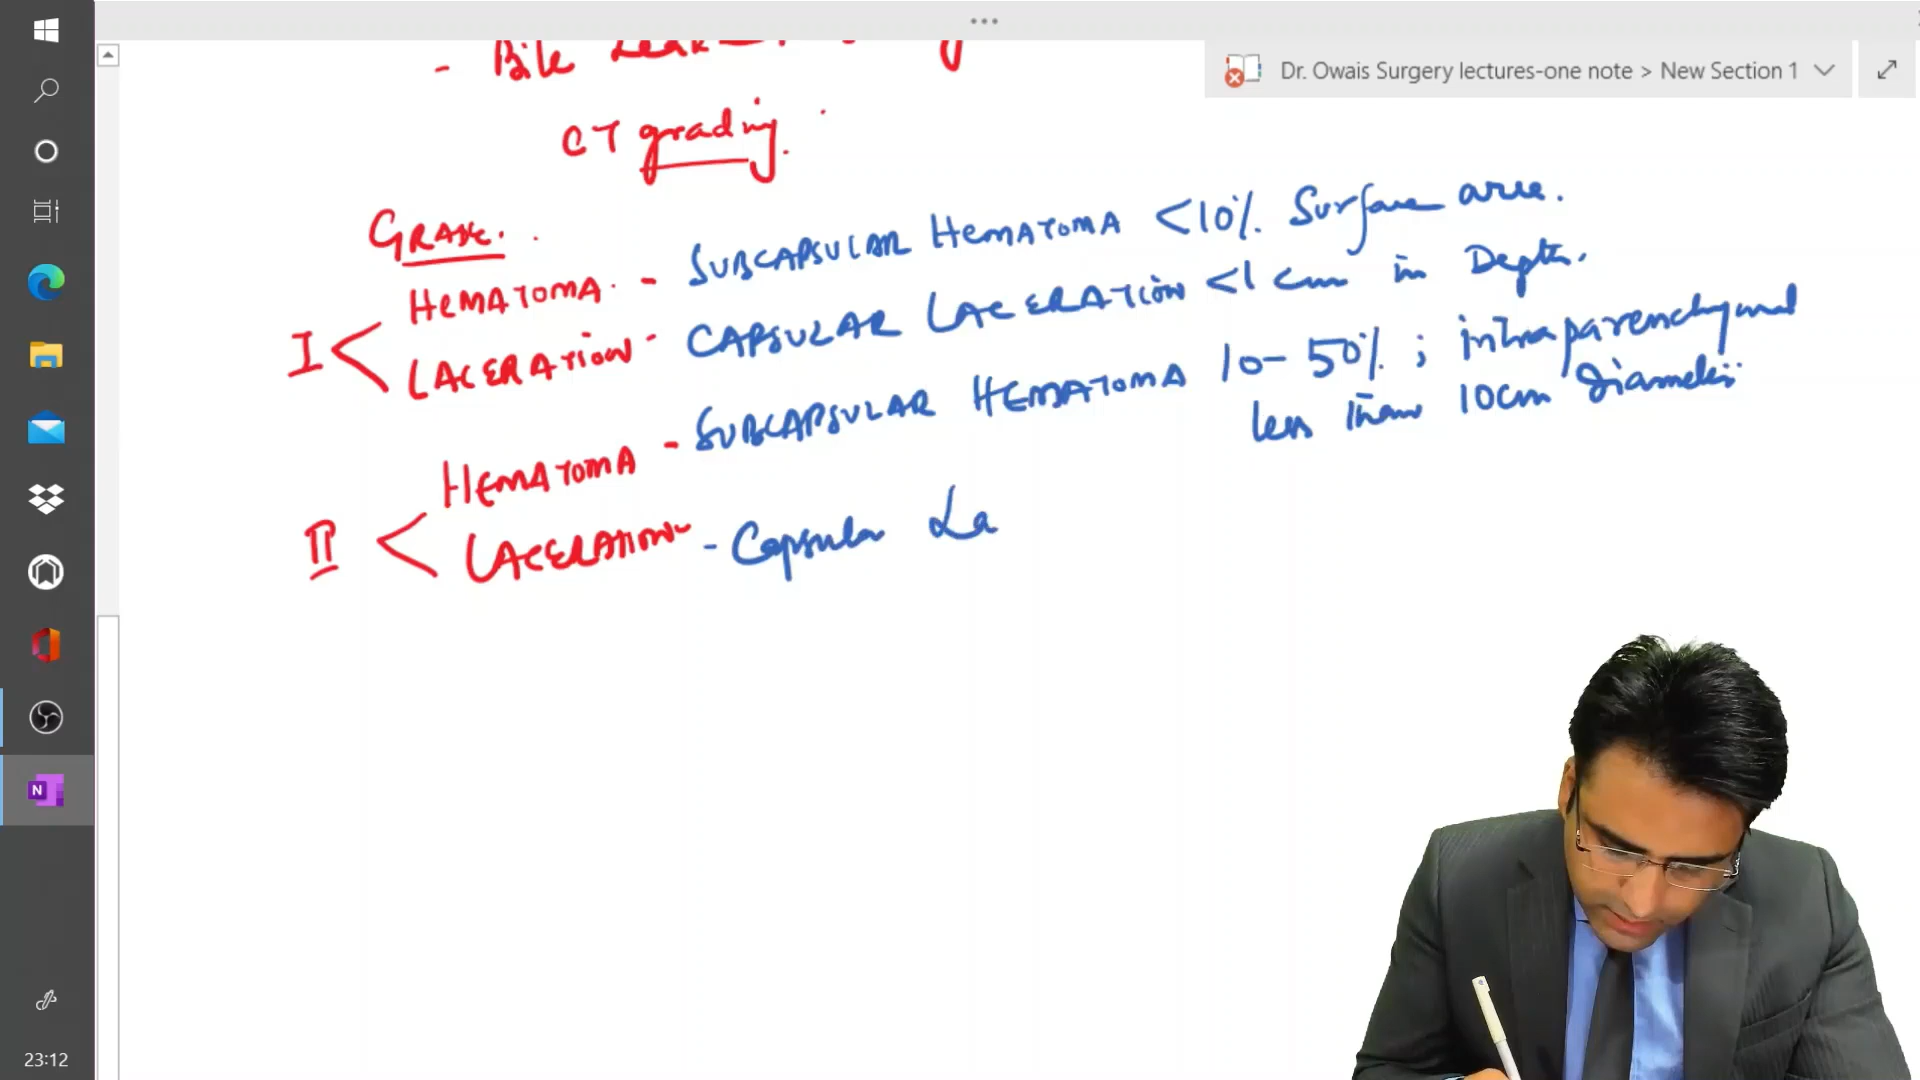 Dr. Owais Surgery lectures-one note > New Section 1
- Bile Leak
CT grading.
GRADE.
I < HEMATOMA. - SUBCAPSULAR HEMATOMA <10% Surface area.
LACERATION - CAPSULAR LACERATION <1 cm in Depth.
II < HEMATOMA - SUBCAPSULAR HEMATOMA 10-50% ; intraparenchymal
less than 10cm diameter
LACERATION - Capsular La
N
23:12